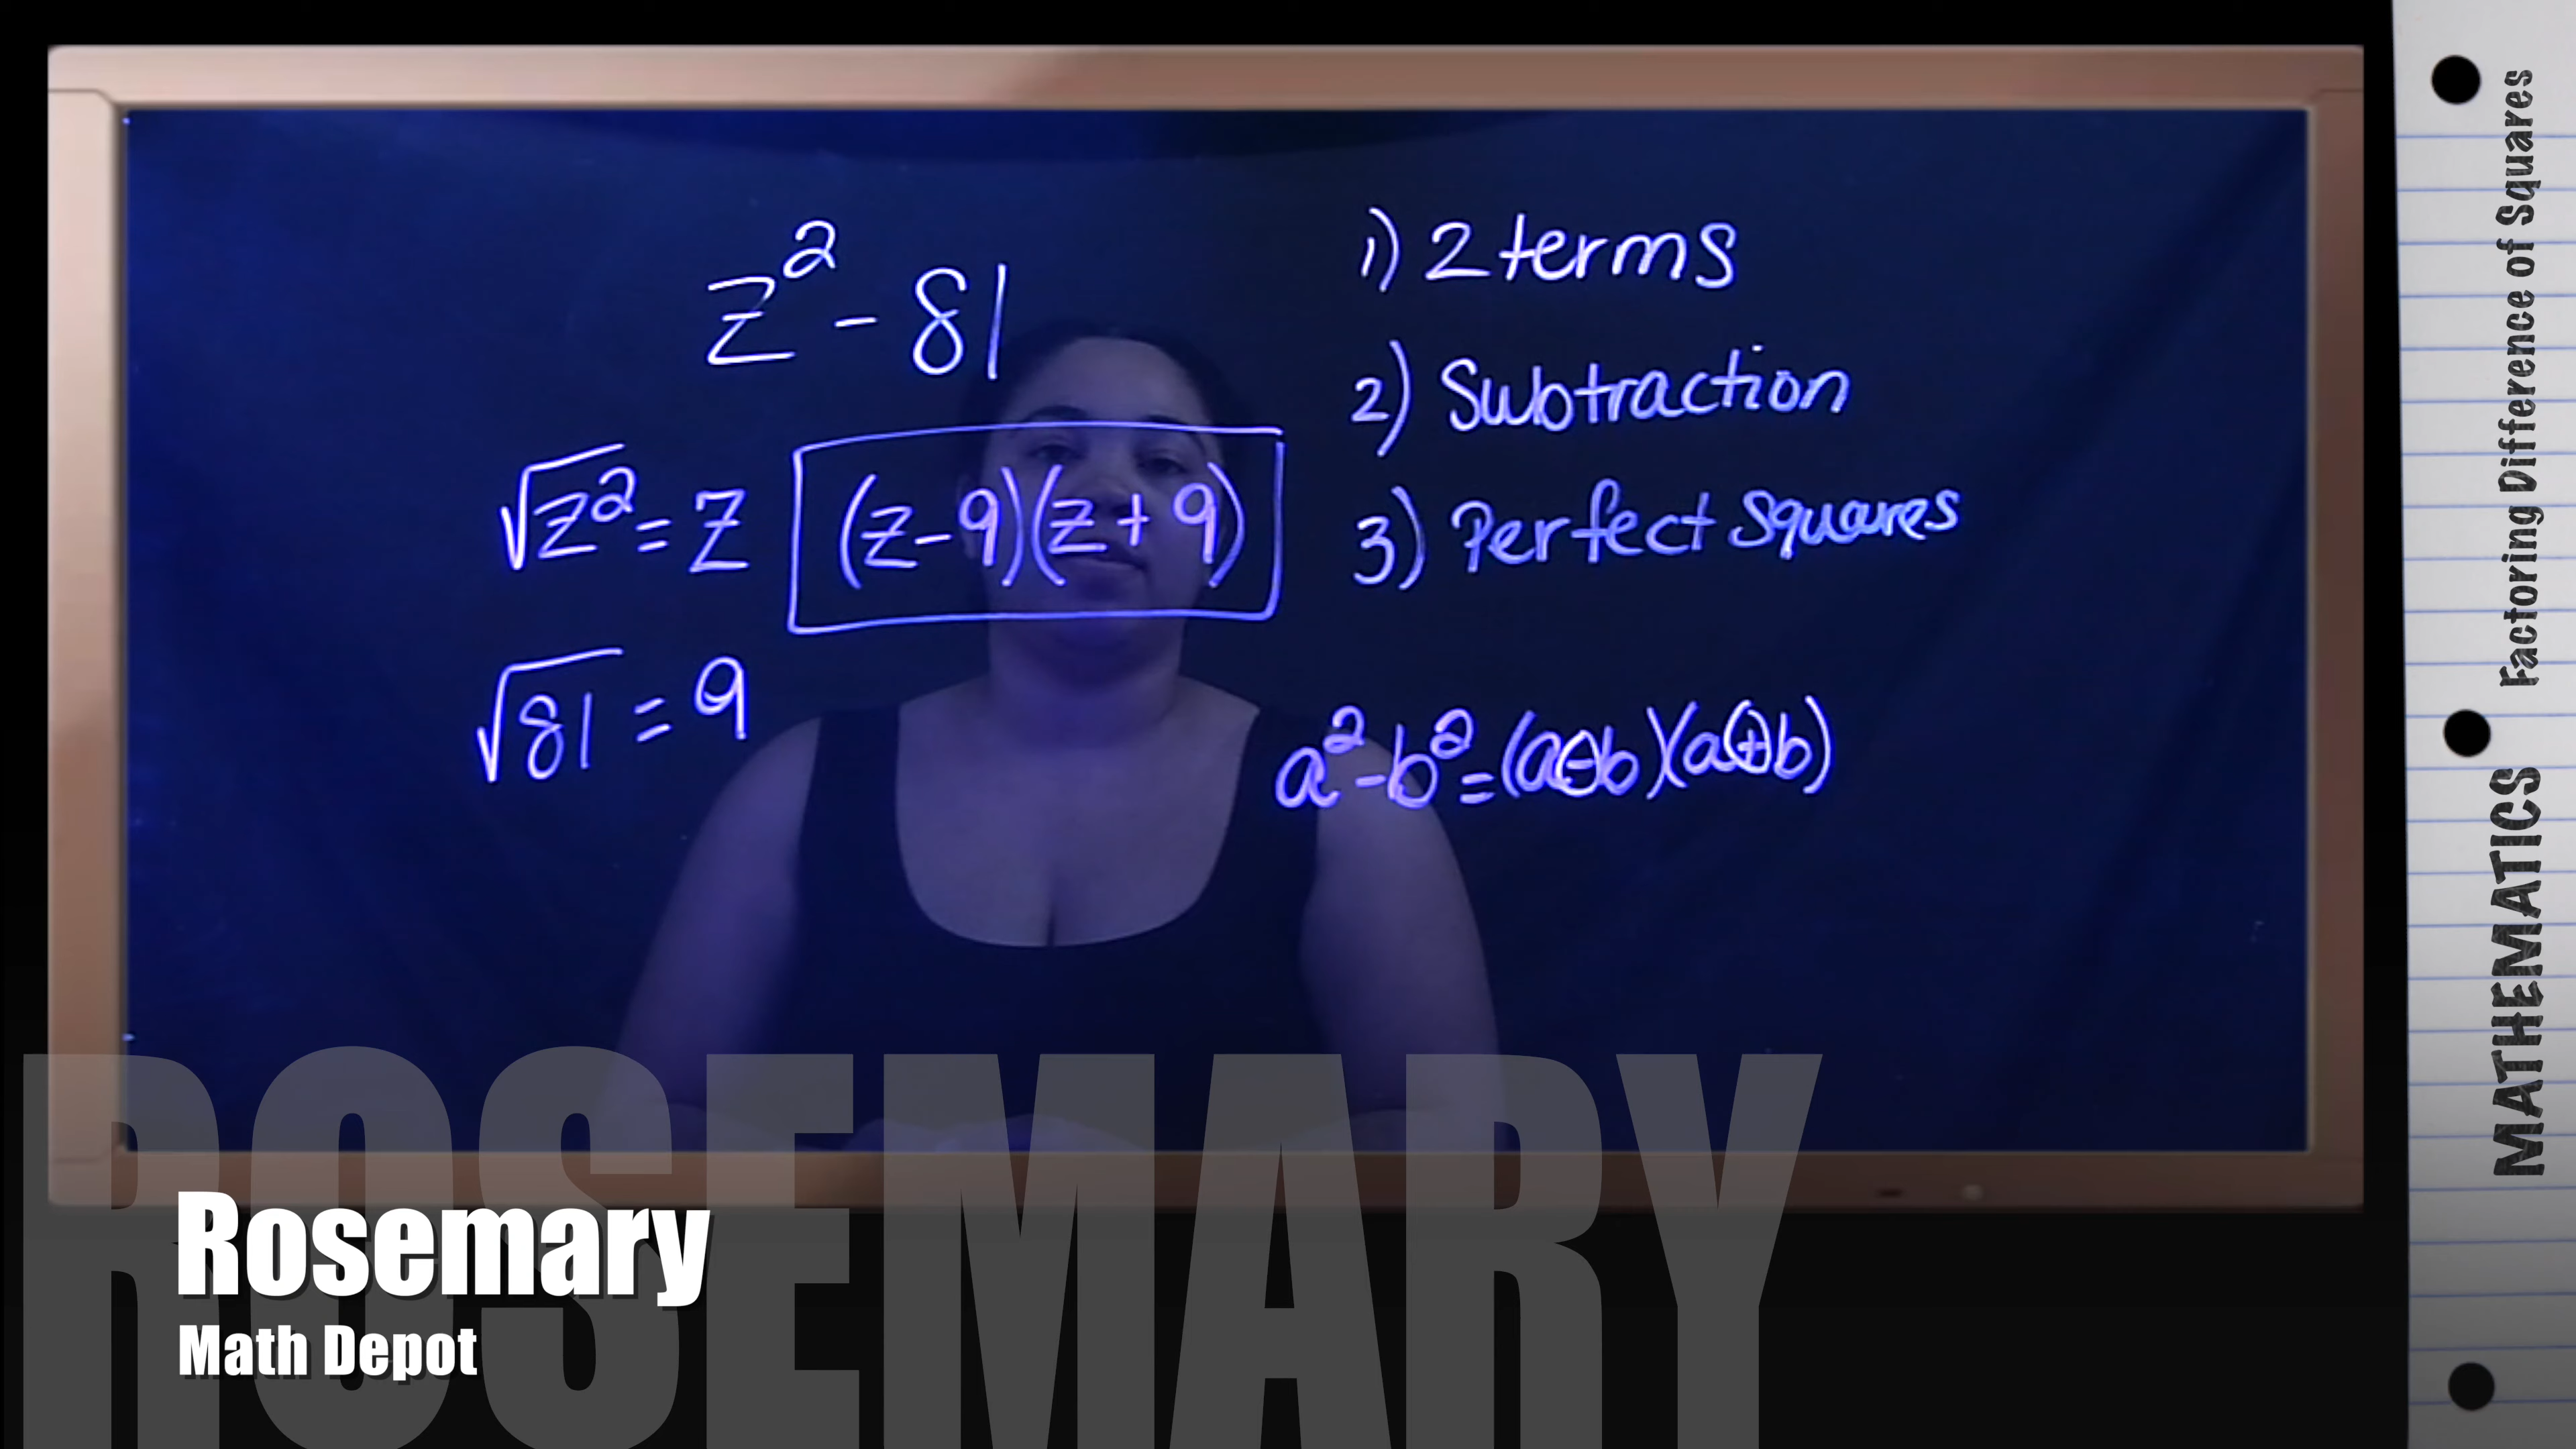 z² - 81
√z² = z
(z-9)(z+9)
√81 = 9
1) 2 terms
2) Subtraction
3) Perfect Squares
a²-b²=(a-b)(a+b)
ROSEMARY
Rosemary
Math Depot
MATHEMATICS Factoring Difference of Squares